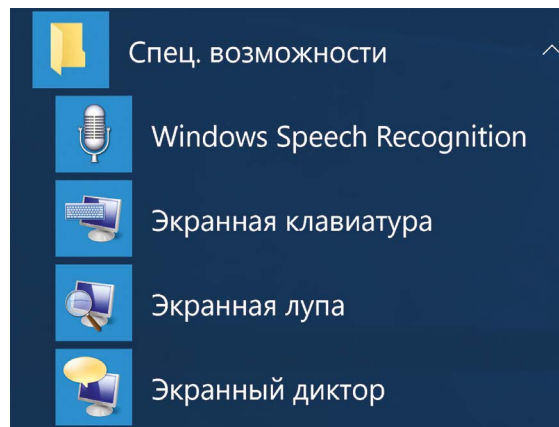 Спец. возможности
Windows Speech Recognition
Экранная клавиатура
Экранная лупа
Экранный диктор